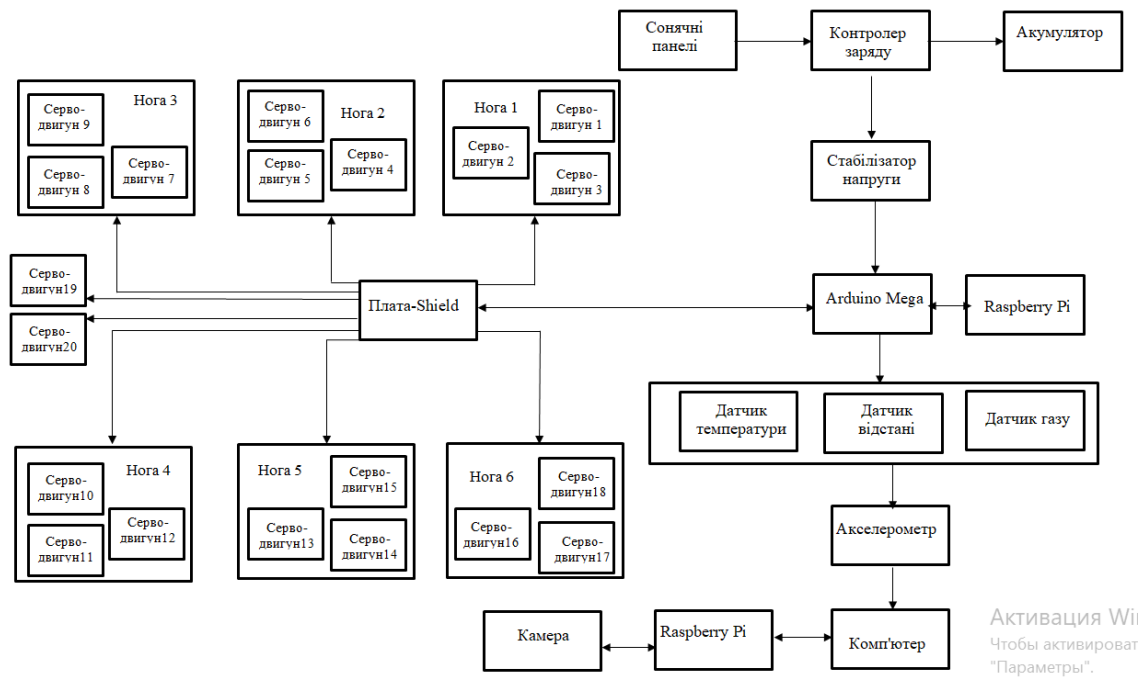 Сонячні
панелі
Контролер
заряду
Акумулятор
Нога 3
Серво-
двигун 9
Серво-
двигун 8
Серво-
двигун 7
Нога 2
Серво-
двигун 6
Серво-
двигун 5
Серво-
двигун 4
Нога 1
Серво-
двигун 1
Серво-
двигун 2
Серво-
двигун 3
Стабілізатор
напруги
Серво-
двигун19
Серво-
двигун20
Плата-Shield
Arduino Mega
Raspberry Pi
Датчик
температури
Датчик
відстані
Датчик газу
Нога 4
Серво-
двигун10
Серво-
двигун11
Серво-
двигун12
Нога 5
Серво-
двигун15
Серво-
двигун13
Серво-
двигун14
Нога 6
Серво-
двигун18
Серво-
двигун16
Серво-
двигун17
Акселерометр
Камера
Raspberry Pi
Комп'ютер
Активация Wi
Чтобы активироват
"Параметры".